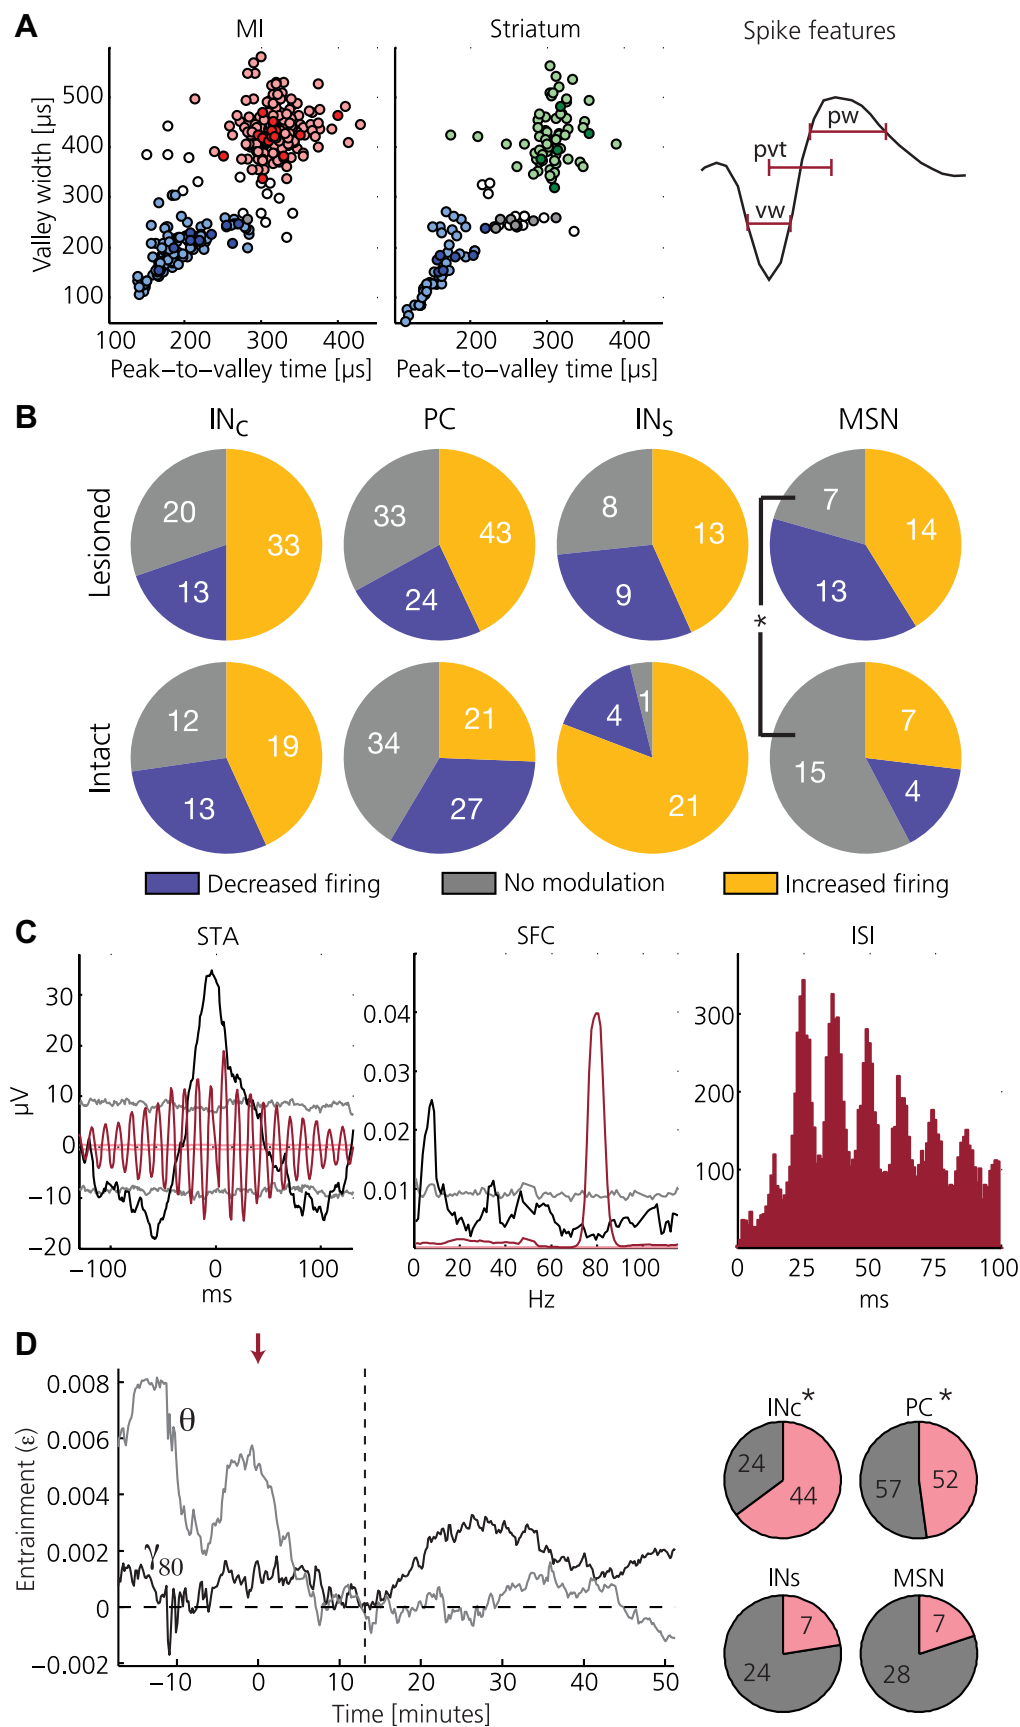 A
MI
Striatum
Spike features
Valley width [µs]
500
400
300
200
100
100 200 300 400
200 300 400
Peak–to–valley time [µs]
Peak–to–valley time [µs]
pw
pvt
vw
B
IN_C
PC
IN_S
MSN
Lesioned
20 33 13
33 43 24
8 13 9
7 14 13
*
Intact
12 19 13
34 21 27
4 1 21
7 15 4
Decreased firing
No modulation
Increased firing
C
STA
SFC
ISI
µV
30
20
10
0
−10
−20
−100 0 100
ms
0.04
0.03
0.02
0.01
0 20 40 60 80 100
Hz
300
200
100
0 25 50 75 100
ms
D
Entrainment (ε)
0.008
0.006
0.004
0.002
0
−0.002
θ
γ80
−10 0 10 20 30 40 50
Time [minutes]
INc*
PC *
24 44
57 52
INs
MSN
7 24
7 28